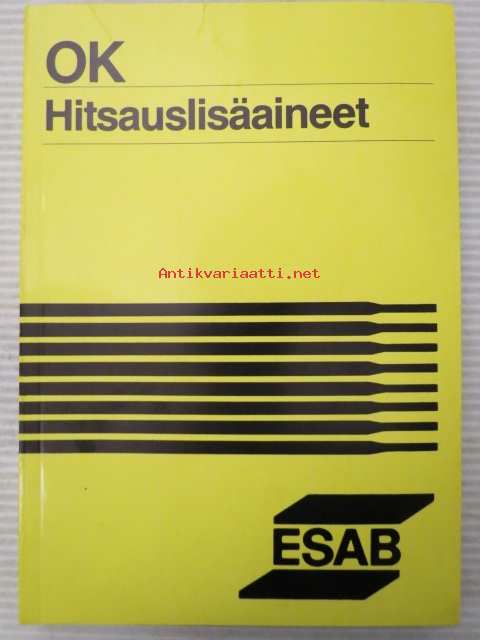 OK
Hitsauslisäaineet
Antikvariaatti.net
ESAB